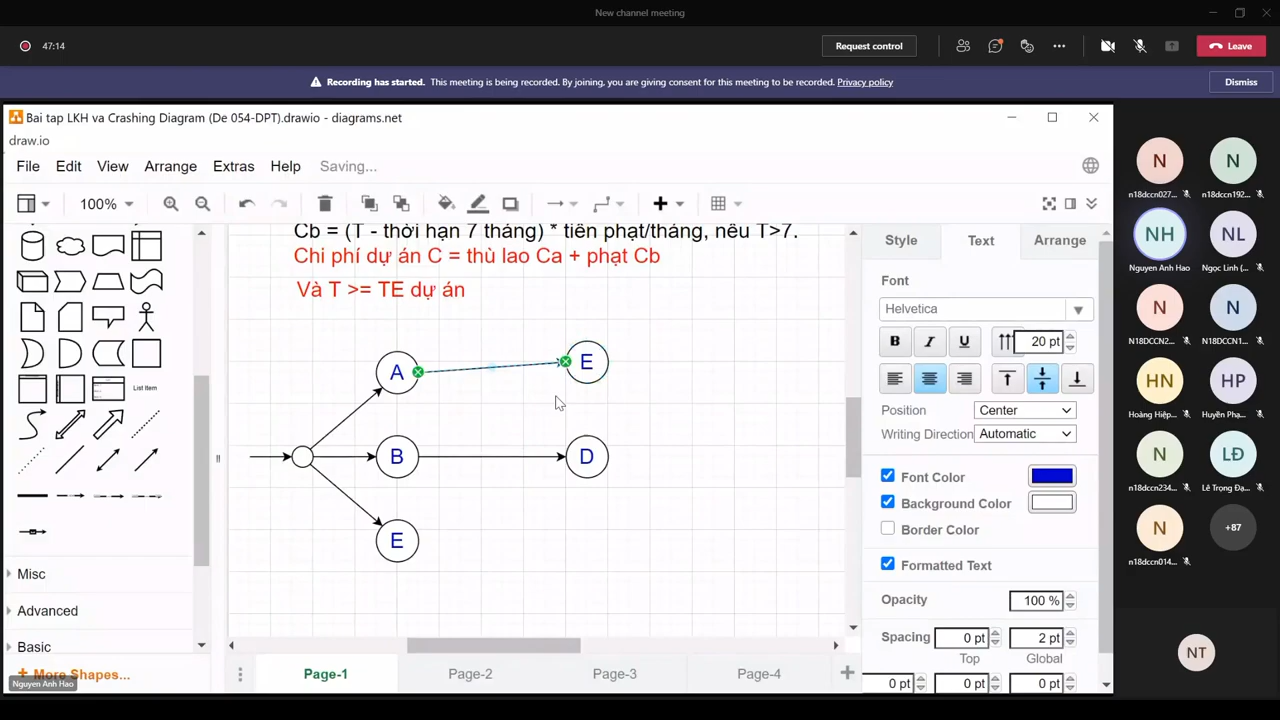 New channel meeting
47:14
Request control
Leave
Recording has started. This meeting is being recorded. By joining, you are giving consent for this meeting to be recorded. Privacy policy
Dismiss
Bai tap LKH va Crashing Diagram (De 054-DPT).drawio - diagrams.net
draw.io
File Edit View Arrange Extras Help Saving...
100%
Cb = (T - thời hạn 7 tháng) * tiền phạt/tháng, nếu T>7.
Chi phí dự án C = thù lao Ca + phạt Cb
Và T >= TE dự án
A
E
B
D
E
List Item
Misc
Advanced
Basic
+ More Shapes...
Nguyen Anh Hao
Page-1
Page-2
Page-3
Page-4
Style
Text
Arrange
Font
Helvetica
B I U 20 pt
Position Center
Writing Direction Automatic
Font Color
Background Color
Border Color
Formatted Text
Opacity 100 %
Spacing 0 pt 2 pt
Top Global
0 pt 0 pt 0 pt
N
n18dccn027...
N
n18dccn192...
NH
Nguyen Anh Hao
NL
Ngọc Linh (...
N
N18DCCN2...
N
N18DCCN1...
HN
Hoàng Hiệp...
HP
Huyền Phạ...
N
n18dccn234...
LĐ
Lê Trọng Đạ...
N
n18dccn014...
+87
NT